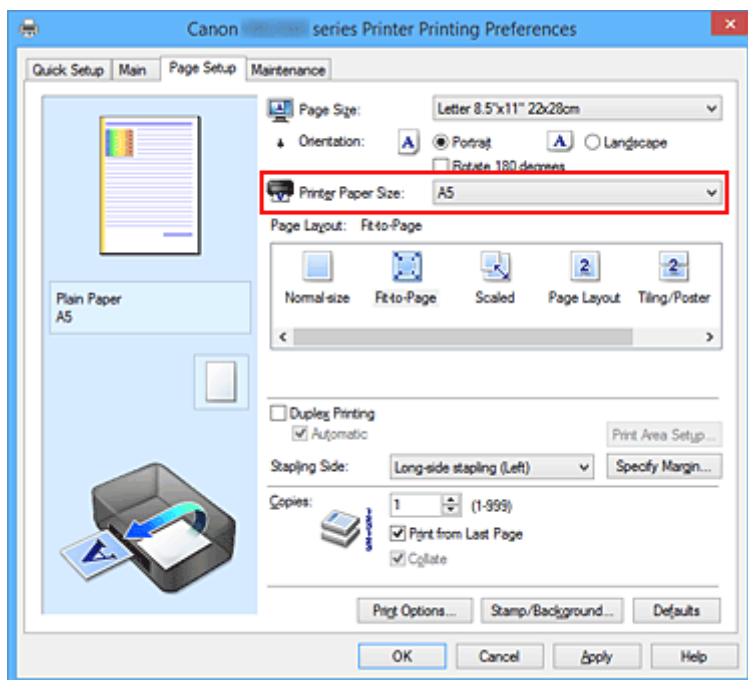 Canon series Printer Printing Preferences
Quick Setup Main Page Setup Maintenance
Page Size: Letter 8.5"x11" 22x28cm
Orientation: A Portrait A Landscape
Rotate 180 degrees
Printer Paper Size: A5
Page Layout: Fit-to-Page
2 2
Normal-size Fit-to-Page Scaled Page Layout Tiling/Poster
Plain Paper
A5
Duplex Printing
Automatic
Print Area Setup...
Stapling Side: Long-side stapling (Left) Specify Margin...
Copies: 1 (1-999)
Print from Last Page
Collate
A
Print Options... Stamp/Background... Defaults
OK Cancel Apply Help